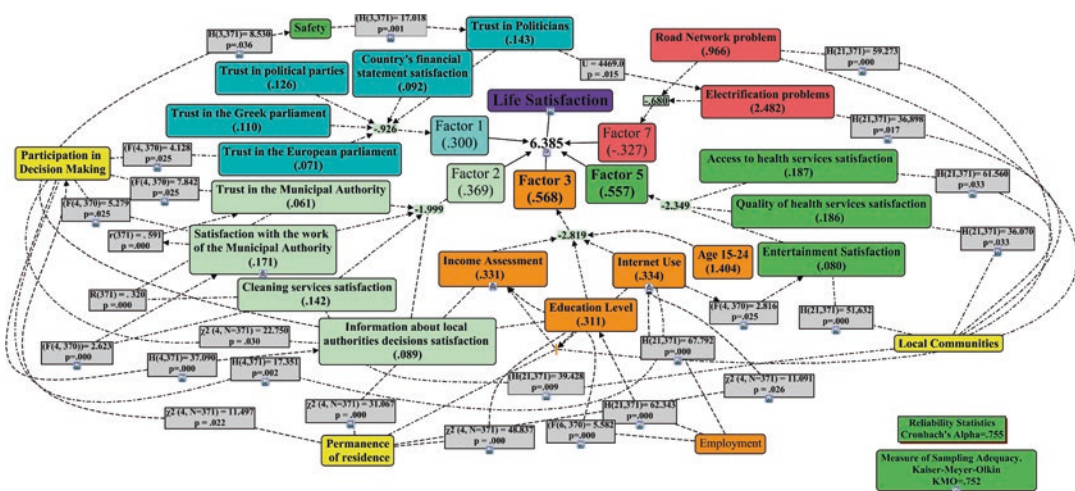 (H(3,371)= 8.530
p=.036
Safety
(H(3,371)= 17.018
p=.001
Trust in Politicians
(.143)
Road Network problem
(.966)
H(21,371)= 59.273
p=.000
Trust in political parties
(.126)
Country's financial
statement satisfaction
(.092)
U = 4469.0
p = .015
Life Satisfaction
-.680
Electrification problems
(2.482)
Trust in the Greek parliament
(.110)
-.926
Factor 1
(.300)
6.385
Factor 7
(-.327)
H(21,371)= 36,898
p=.017
Participation in
Decision Making
(F(4, 370)= 4.128
p=.025
Trust in the European parliament
(.071)
Factor 2
(.369)
Factor 3
(.568)
Factor 5
(.557)
Access to health services satisfaction
(.187)
H(21,371)= 61.560
p=.033
(F(4, 370)= 7.842
p=.025
(F(4, 370)= 5.279
p=.025
Trust in the Municipal Authority
(.061)
-1.999
-2.349
Quality of health services satisfaction
(.186)
H(21,371)= 36.070
p=.033
r(371) = . 591
p =.000
Satisfaction with the work
of the Municipal Authority
(.171)
-2.819
Income Assessment
(.331)
Internet Use
(.334)
Age 15-24
(1.404)
Entertainment Satisfaction
(.080)
R(371) = . 320
p =.000
Cleaning services satisfaction
(.142)
Education Level
(.311)
(F(4, 370)= 2.816
p=.025
H(21,371)= 51,632
p=.000
(F(4, 370))= 2.623
p=.000
χ2 (4, N=371)= 22.750
p = .030
Information about local
authorities decisions satisfaction
(.089)
H(21,371)= 67.792
p=.000
Local Communities
H(4,371)= 37.090
p=.000
H(4,371)= 17.351
p=.002
(H(21,371)= 39.428
p=.009
χ2 (4, N=371)= 11.091
p = .026
χ2 (4, N=371)= 11.497
p = .022
χ2 (4, N=371)= 31.067
p = .000
H(21,371)= 62.343
p=.000
Permanence
of residence
χ2 (4, N=371)= 48.837
p = .000
(F(6, 370)= 5.582
p=.000
Employment
Reliability Statistics
Cronbach's Alpha=.755
Measure of Sampling Adequacy.
Kaiser-Meyer-Olkin
KMO=.752